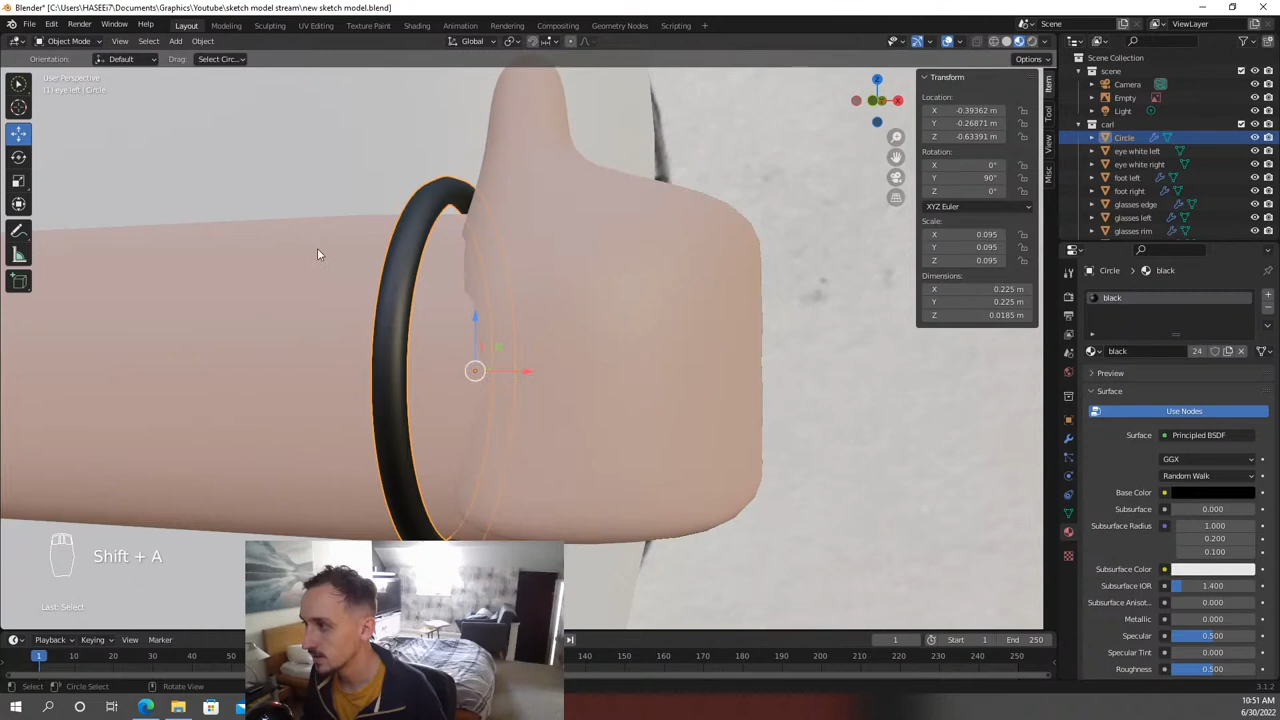 Blender* [C:\Users\HASEEi7\Documents\Graphics\Youtube\sketch model stream\new sketch model.blend]
File Edit Render Window Help Layout Modeling Sculpting UV Editing Texture Paint Shading Animation Rendering Compositing Geometry Nodes Scripting Scene ViewLayer
Object Mode View Select Add Object Global
Orientation: Default Drag: Select Circ... Options
User Perspective
(1) eye left | Circle
Transform
Location:
X -0.39362 m
Y -0.26871 m
Z -0.63391 m
Rotation:
X 0°
Y 90°
Z 0°
XYZ Euler
Scale:
X 0.095
Y 0.095
Z 0.095
Dimensions:
X 0.225 m
Y 0.225 m
Z 0.0185 m
Item
Tool
View
Misc
Z
X
Scene Collection
scene
Camera
Empty
Light
carl
Circle
eye white left
eye white right
foot left
foot right
glasses edge
glasses left
glasses rim
Circle black
black
black 24
Preview
Surface
Use Nodes
Surface Principled BSDF
GGX
Random Walk
Base Color
Subsurface 0.000
Subsurface Radius 1.000
0.200
0.100
Subsurface Color
Subsurface IOR 1.400
Subsurface Anisot... 0.000
Metallic 0.000
Specular 0.500
Specular Tint 0.000
Roughness 0.500
Shift + A
Last: Select
Playback Keying View Marker 1 Start 1 End 250
1 10 20 30 40 140 150 160 170 180 190 200 210 220 230 240 250
Select Circle Select Rotate View 3.1.2
10:51 AM
6/30/2022